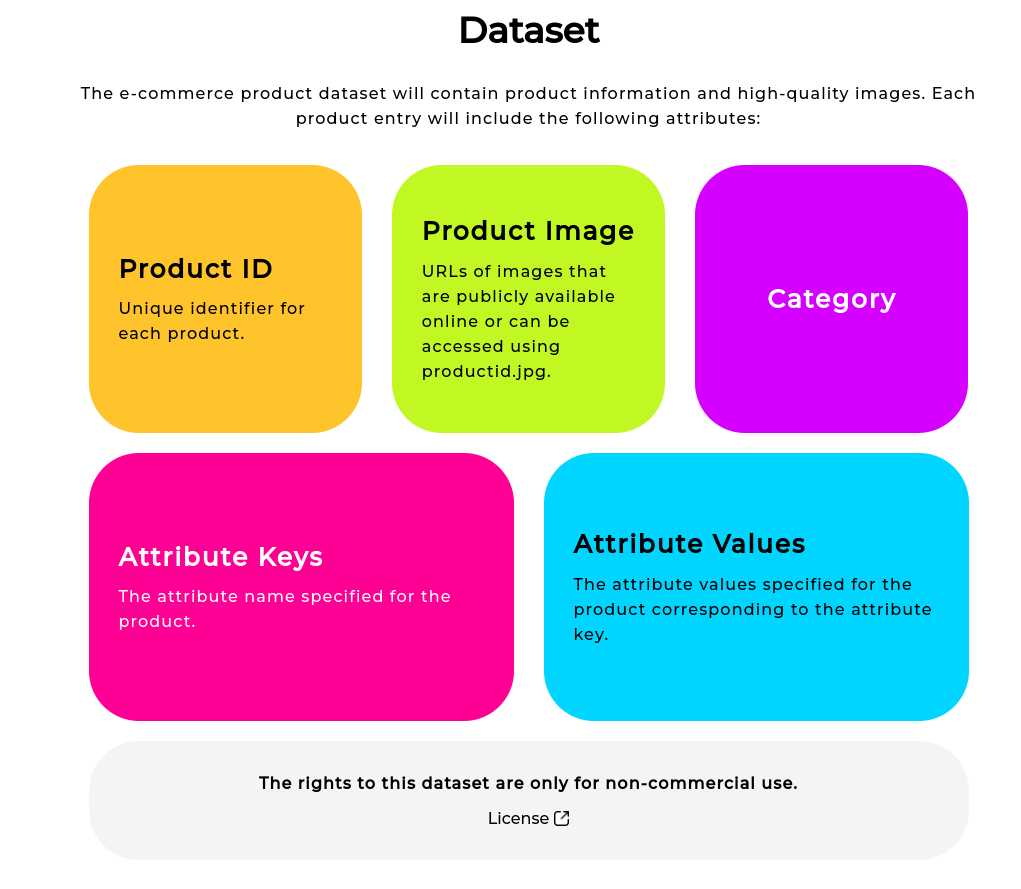 Dataset
The e-commerce product dataset will contain product information and high-quality images. Each
product entry will include the following attributes:
Product ID
Unique identifier for
each product.
Product Image
URLs of images that
are publicly available
online or can be
accessed using
productid.jpg.
Category
Attribute Keys
The attribute name specified for the
product.
Attribute Values
The attribute values specified for the
product corresponding to the attribute
key.
The rights to this dataset are only for non-commercial use.
License